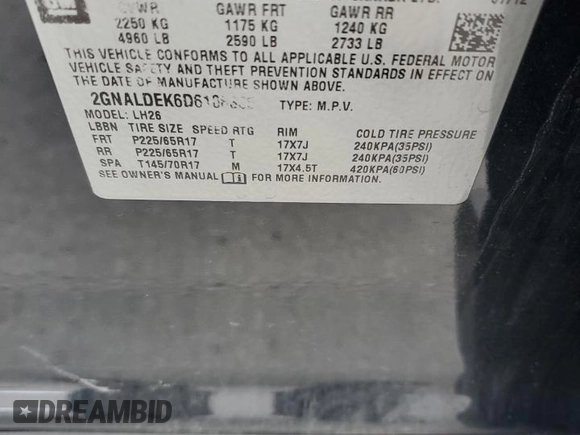 GVWR GAWR FRT GAWR RR
2250 KG 1175 KG 1240 KG
4960 LB 2590 LB 2733 LB
THIS VEHICLE CONFORMS TO ALL APPLICABLE U.S. FEDERAL MOTOR
VEHICLE SAFETY AND THEFT PREVENTION STANDARDS IN EFFECT ON
THE DATE OF MANUFACTURE SHOWN ABOVE.
TYPE: M.P.V.
MODEL: LH26
LBBN TIRE SIZE SPEED RTG RIM COLD TIRE PRESSURE
FRT P225/65R17 T 17X7J 240KPA(35PSI)
RR P225/65R17 T 17X7J 240KPA(35PSI)
SPA T145/70R17 M 17X4.5T 420KPA(60PSI)
SEE OWNER'S MANUAL FOR MORE INFORMATION.
DREAMBID